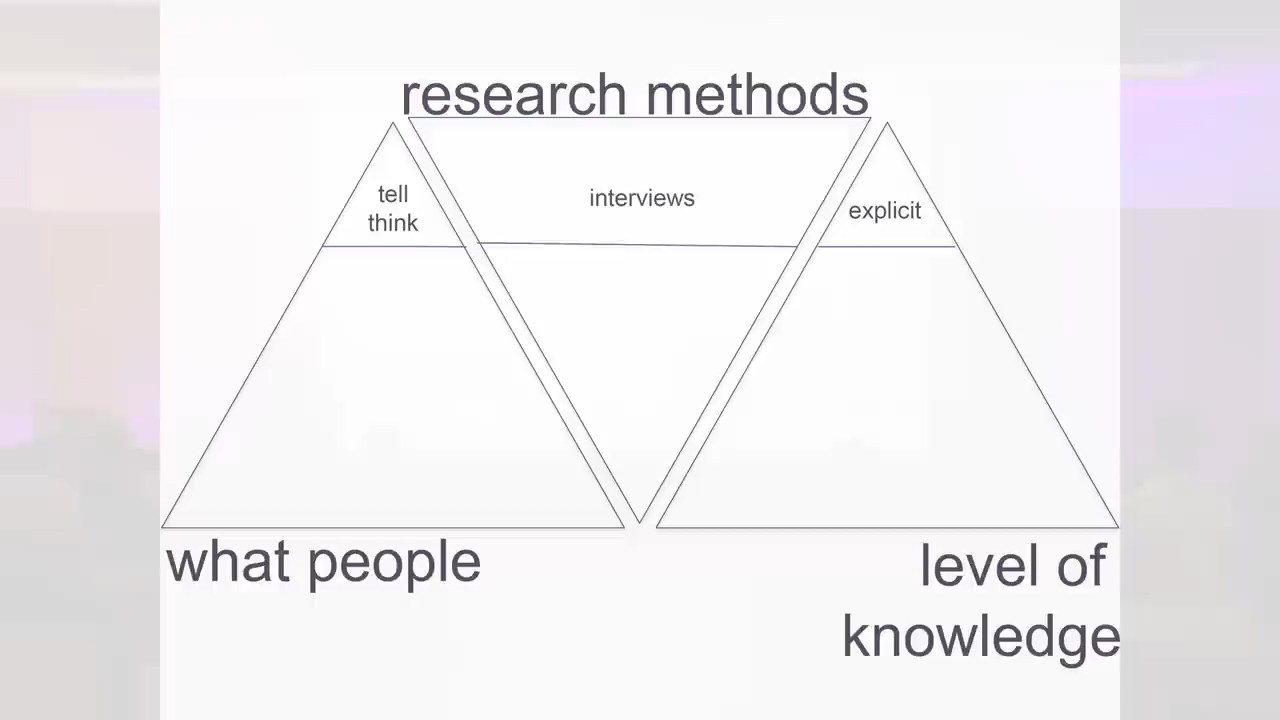 research methods
tell
think
interviews
explicit
what people
level of
knowledge